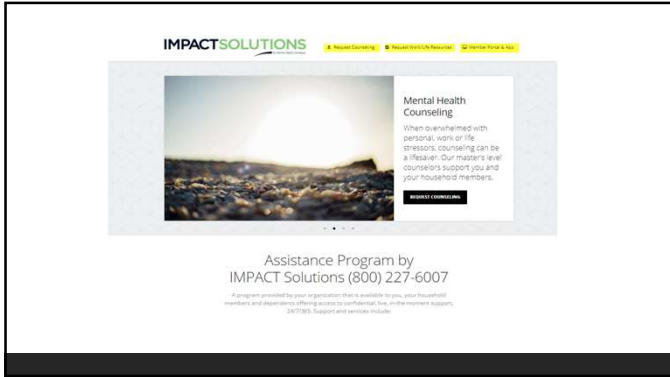 IMPACTSOLUTIONS
Request Counseling
Request Work/Life Resources
Member Portal & App
Mental Health
Counseling
When overwhelmed with
personal, work or life
stressors, counseling can be
a lifesaver. Our master's level
counselors support you and
your household members.
REQUEST COUNSELING
Assistance Program by
IMPACT Solutions (800) 227-6007
A program provided by your organization that is available to you, your household
members and dependents offering access to confidential, live, in-the-moment support,
24/7/365. Support and services include: